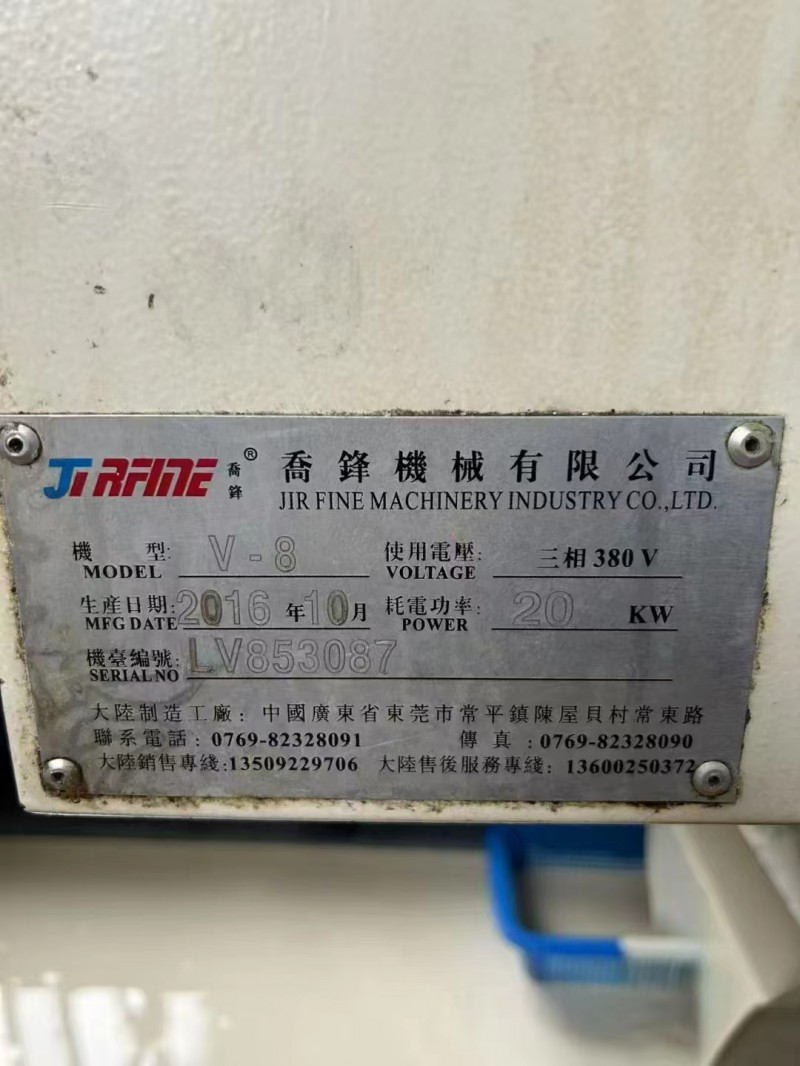 JIRFINE 喬鋒 ® 喬鋒機械有限公司
JIR FINE MACHINERY INDUSTRY CO.,LTD.
機型: V-8 使用電壓: 三相 380 V
MODEL VOLTAGE
生産日期: 2016 年 10 月 耗電功率: 20 KW
MFG DATE POWER
機臺編號: LV853087
SERIAL NO
大陸制造工廠: 中國廣東省東莞市常平鎮陳屋貝村常東路
聯系電話: 0769-82328091 傳真: 0769-82328090
大陸銷售專綫:13509229706 大陸售後服務專綫: 13600250372